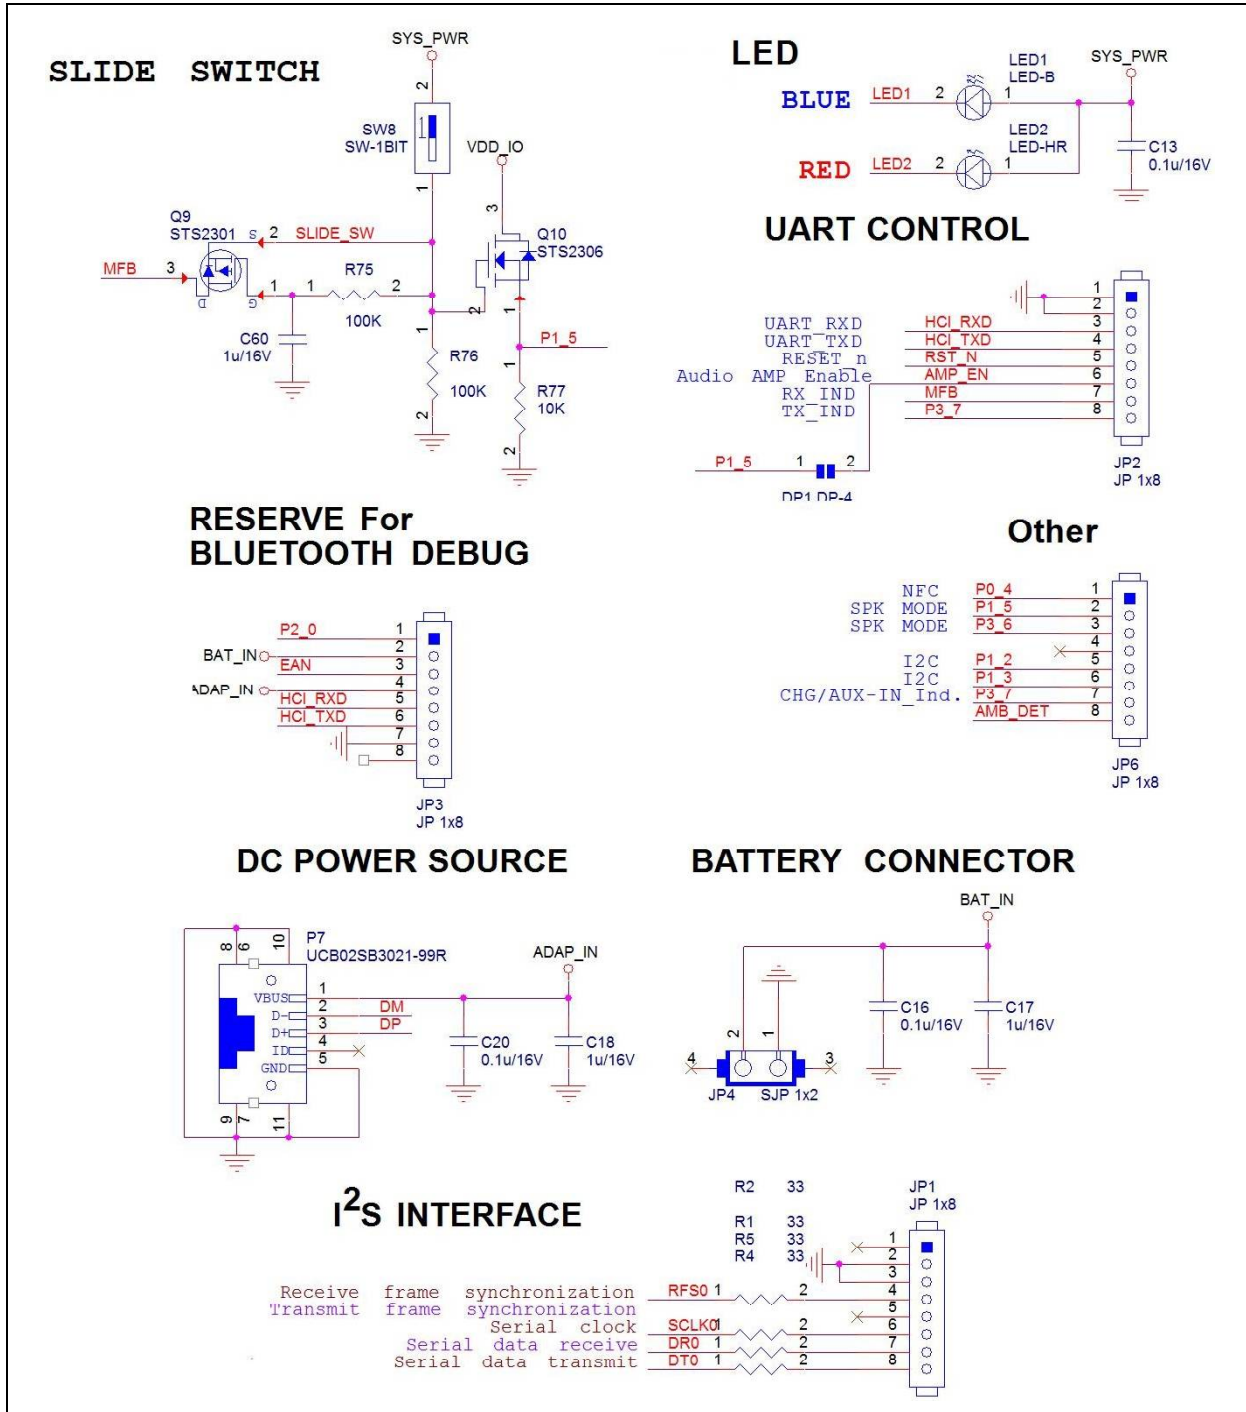 SLIDE SWITCH
SYS_PWR
2
SW8
SW-1BIT
1
1
VDD_IO
3
Q9
STS2301
S 2 SLIDE_SW
Q10
STS2306
MFB 3
D
G
1 R75 2
100K
C60
1u/16V
2
1
P1_5
1
R76
100K
2
1
R77
10K
2
LED
BLUE LED1 2 1
LED1
LED-B
SYS_PWR
RED LED2 2 1
LED2
LED-HR
C13
0.1u/16V
UART CONTROL
1
2
UART_RXD HCI_RXD 3
UART_TXD HCI_TXD 4
RESET_n RST_N 5
Audio AMP Enable AMP_EN 6
RX_IND MFB 7
TX_IND P3_7 8
P1_5 1 2
DP1 DP-4
JP2
JP 1x8
RESERVE For
BLUETOOTH DEBUG
P2_0 1
BAT_IN 2
EAN 3
ADAP_IN 4
HCI_RXD 5
HCI_TXD 6
7
8
JP3
JP 1x8
Other
NFC P0_4 1
SPK MODE P1_5 2
SPK MODE P3_6 3
4
I2C P1_2 5
I2C P1_3 6
CHG/AUX-IN_Ind. P3_7 7
AMB_DET 8
JP6
JP 1x8
DC POWER SOURCE
P7
UCB02SB3021-99R
8 6 10
VBUS 1
D- 2 DM
D+ 3 DP
ID 4
GND 5
9 7 11
ADAP_IN
C20
0.1u/16V
C18
1u/16V
BATTERY CONNECTOR
BAT_IN
C16
0.1u/16V
C17
1u/16V
2 1
4 3
JP4 SJP 1x2
I2S INTERFACE
R2 33
R1 33
R5 33
R4 33
JP1
JP 1x8
1
2
3
Receive frame synchronization RFS0 1 2 4
Transmit frame synchronization 5
Serial clock SCLK0 1 2 6
Serial data receive DR0 1 2 7
Serial data transmit DT0 1 2 8